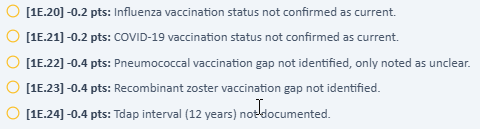 [1E.20] -0.2 pts: Influenza vaccination status not confirmed as current.
[1E.21] -0.2 pts: COVID-19 vaccination status not confirmed as current.
[1E.22] -0.4 pts: Pneumococcal vaccination gap not identified, only noted as unclear.
[1E.23] -0.4 pts: Recombinant zoster vaccination gap not identified.
[1E.24] -0.4 pts: Tdap interval (12 years) not documented.